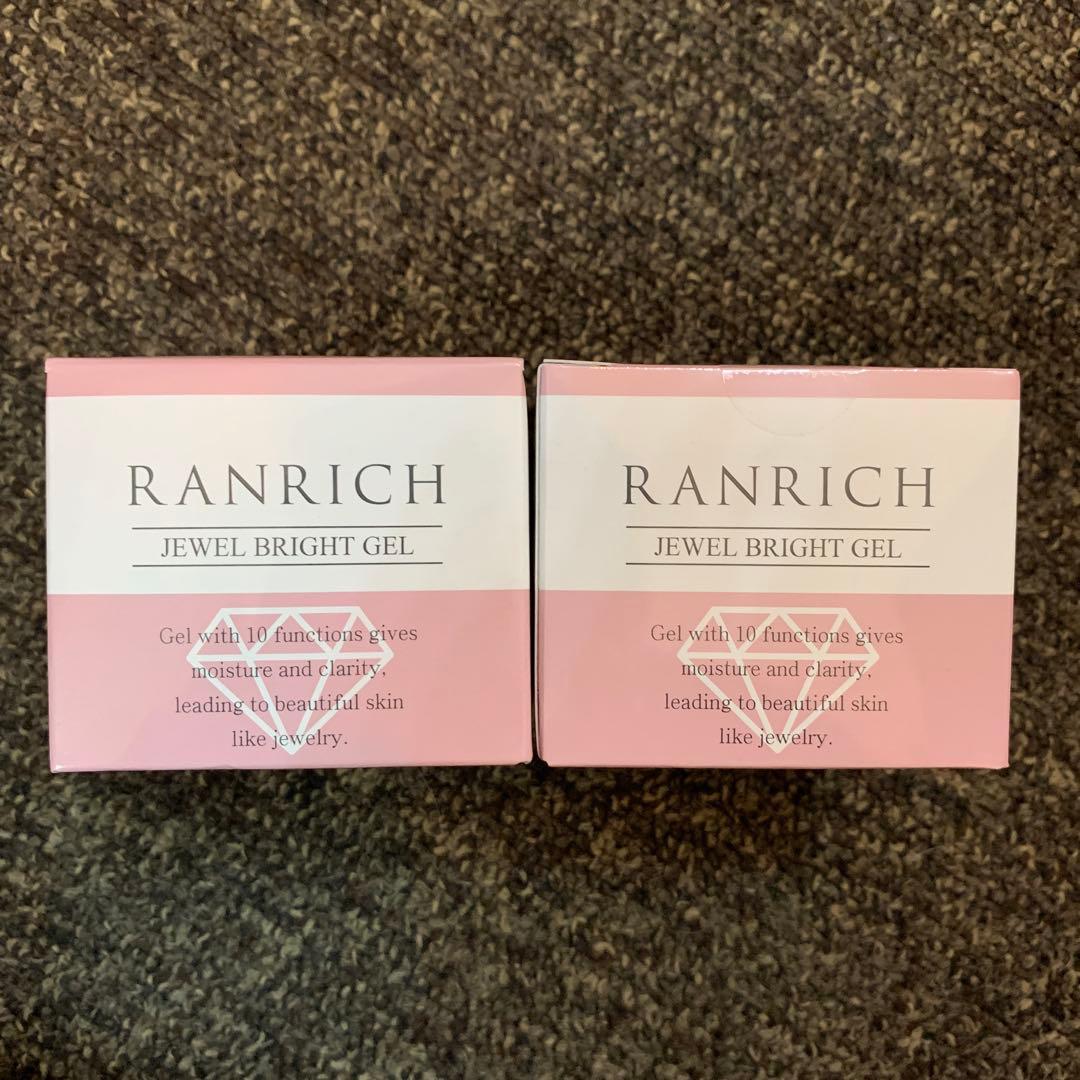 RANRICH
JEWEL BRIGHT GEL
Gel with 10 functions gives
moisture and clarity,
leading to beautiful skin
like jewelry.
RANRICH
JEWEL BRIGHT GEL
Gel with 10 functions gives
moisture and clarity,
leading to beautiful skin
like jewelry.